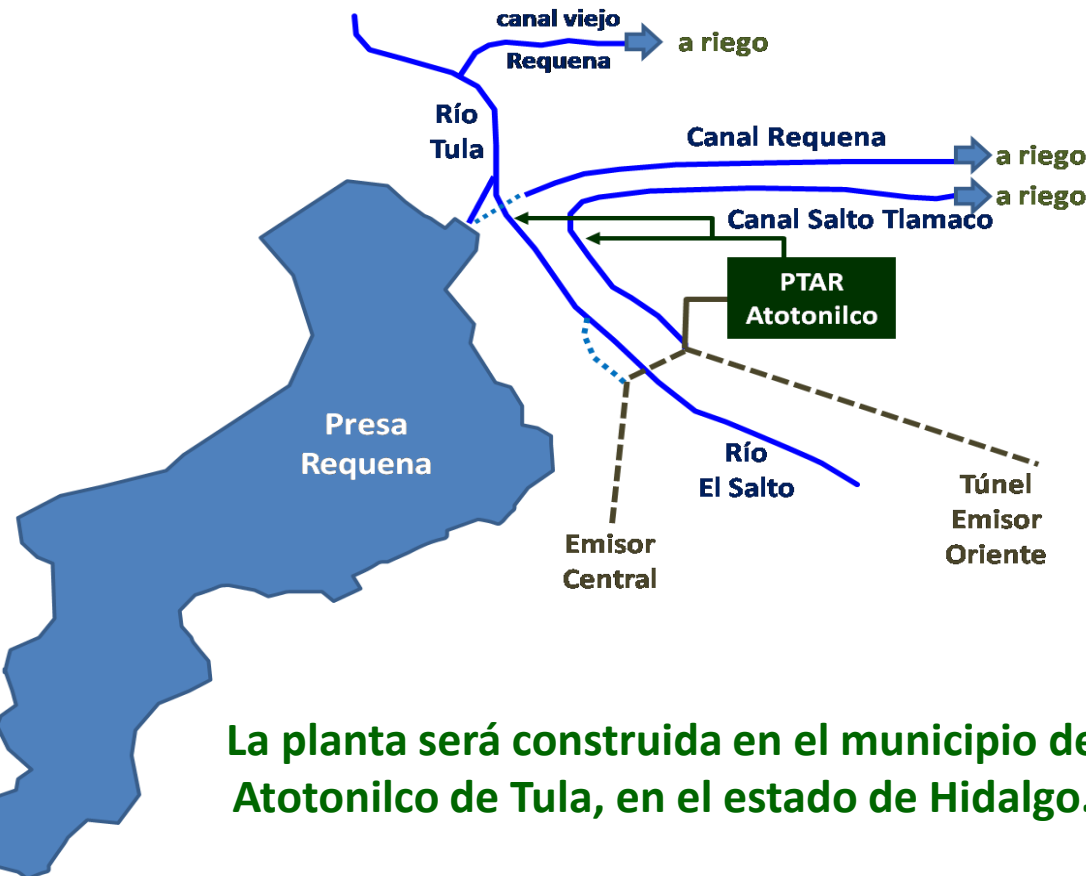 canal viejo
Requena
a riego
Río
Tula
Canal Requena
a riego
a riego
Canal Salto Tlamaco
PTAR
Atotonilco
Presa
Requena
Río
El Salto
Túnel
Emisor
Oriente
Emisor
Central
La planta será construida en el municipio de
Atotonilco de Tula, en el estado de Hidalgo.